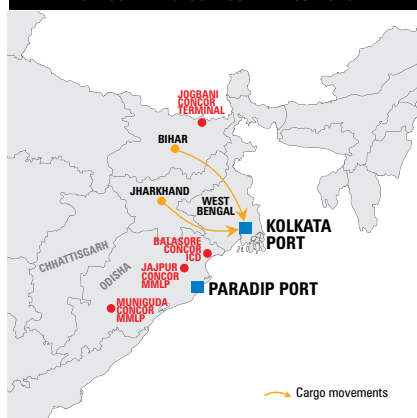 JOGBANI
CONCOR
TERMINAL
BIHAR
JHARKHAND
WEST
BENGAL
KOLKATA
PORT
BALASORE
CONCOR
ICD
CHHATTISGARH
ODISHA
JAJPUR
CONCOR
MMLP
PARADIP PORT
MUNIGUDA
CONCOR
MMLP
Cargo movements